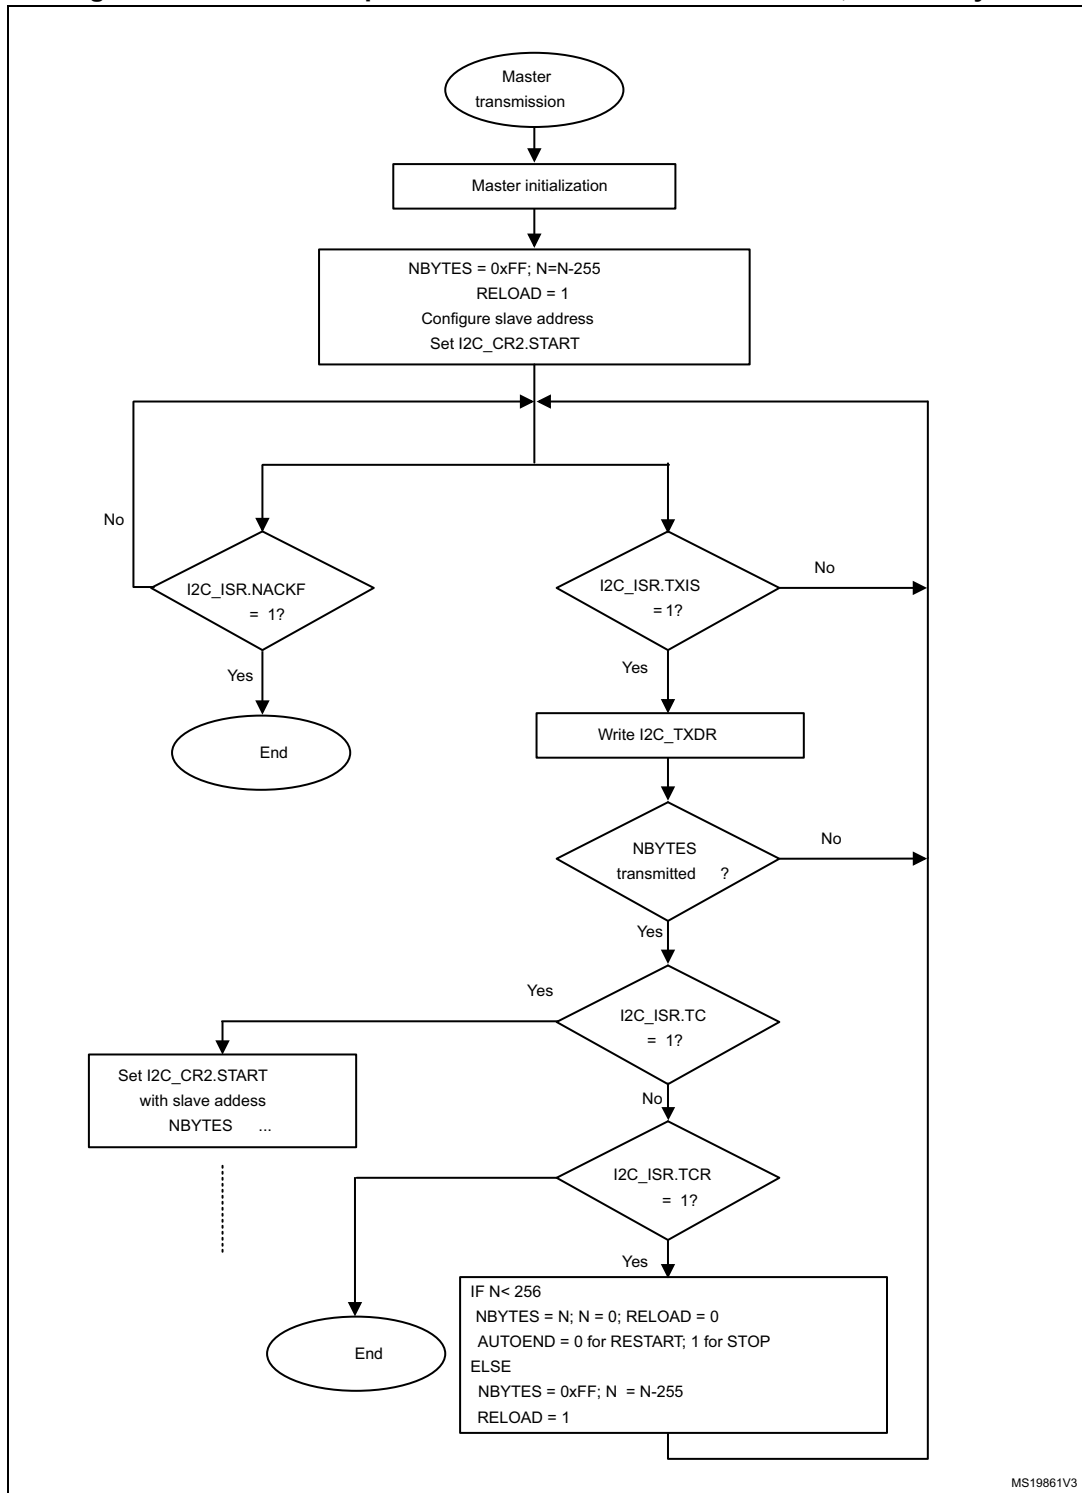 Master
transmission
Master initialization
NBYTES = 0xFF; N=N-255
RELOAD = 1
Configure slave address
Set I2C_CR2.START
No
I2C_ISR.NACKF
= 1?
I2C_ISR.TXIS
=1?
No
Yes
Yes
End
Write I2C_TXDR
NBYTES
transmitted ?
No
Yes
Yes
I2C_ISR.TC
= 1?
Set I2C_CR2.START
with slave addess
NBYTES ...
No
I2C_ISR.TCR
= 1?
Yes
IF N< 256
NBYTES = N; N = 0; RELOAD = 0
AUTOEND = 0 for RESTART; 1 for STOP
ELSE
NBYTES = 0xFF; N = N-255
RELOAD = 1
End
MS19861V3